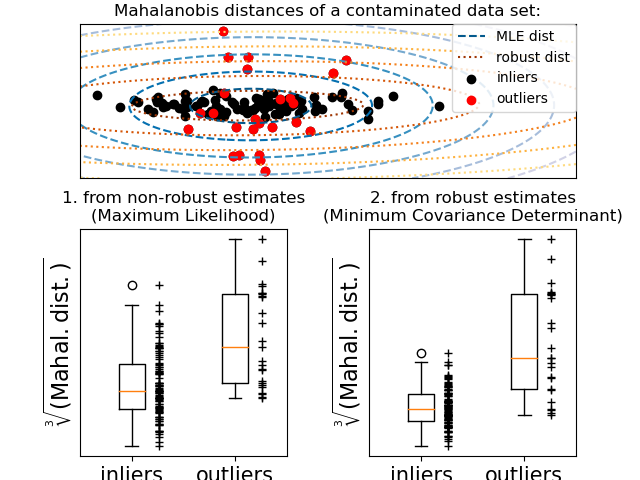 Mahalanobis distances of a contaminated data set:
MLE dist
robust dist
inliers
outliers
1. from non-robust estimates
(Maximum Likelihood)
2. from robust estimates
(Minimum Covariance Determinant)
∛(Mahal. dist. )
∛(Mahal. dist. )
inliers outliers
inliers outliers